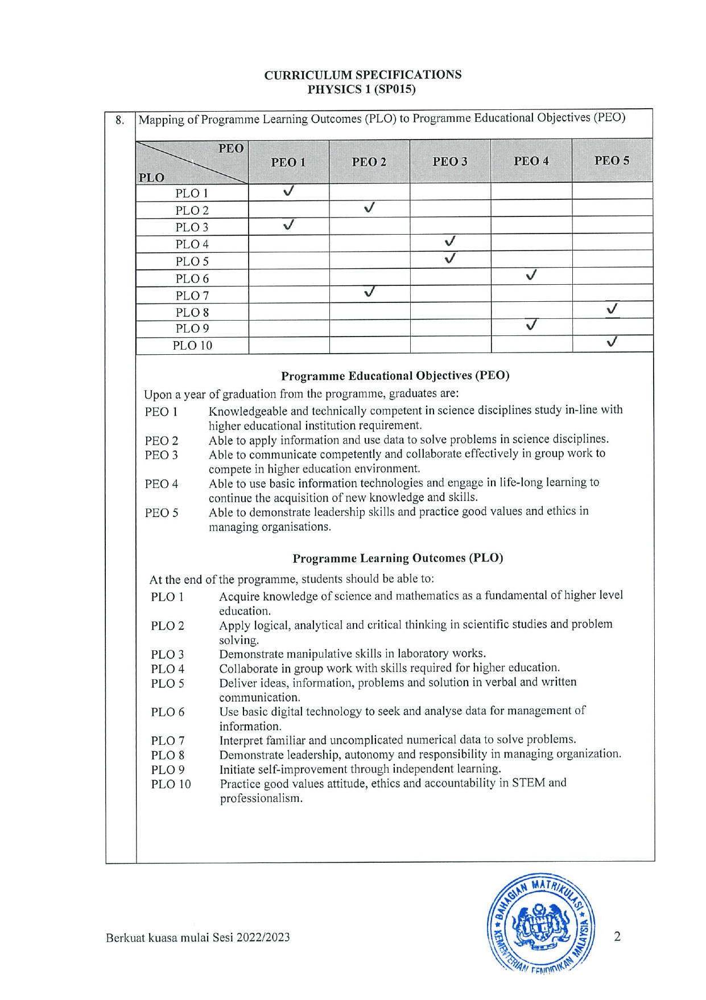 CURRICULUM SPECIFICATIONS
PHYSICS 1 (SP015)
8. Mapping of Programme Learning Outcomes (PLO) to Programme Educational Objectives (PEO)
PEO
PLO
PEO 1 PEO 2 PEO 3 PEO 4 PEO 5
PLO 1 ✓
PLO 2 ✓
PLO 3 ✓
PLO 4 ✓
PLO 5 ✓
PLO 6 ✓
PLO 7 ✓
PLO 8 ✓
PLO 9 ✓
PLO 10 ✓
Programme Educational Objectives (PEO)
Upon a year of graduation from the programme, graduates are:
PEO 1 Knowledgeable and technically competent in science disciplines study in-line with
higher educational institution requirement.
PEO 2 Able to apply information and use data to solve problems in science disciplines.
PEO 3 Able to communicate competently and collaborate effectively in group work to
compete in higher education environment.
PEO 4 Able to use basic information technologies and engage in life-long learning to
continue the acquisition of new knowledge and skills.
PEO 5 Able to demonstrate leadership skills and practice good values and ethics in
managing organisations.
Programme Learning Outcomes (PLO)
At the end of the programme, students should be able to:
PLO 1 Acquire knowledge of science and mathematics as a fundamental of higher level
education.
PLO 2 Apply logical, analytical and critical thinking in scientific studies and problem
solving.
PLO 3 Demonstrate manipulative skills in laboratory works.
PLO 4 Collaborate in group work with skills required for higher education.
PLO 5 Deliver ideas, information, problems and solution in verbal and written
communication.
PLO 6 Use basic digital technology to seek and analyse data for management of
information.
PLO 7 Interpret familiar and uncomplicated numerical data to solve problems.
PLO 8 Demonstrate leadership, autonomy and responsibility in managing organization.
PLO 9 Initiate self-improvement through independent learning.
PLO 10 Practice good values attitude, ethics and accountability in STEM and
professionalism.
BAHAGIAN MATRIKULASI
KEMENTERIAN PENDIDIKAN MALAYSIA
Berkuat kuasa mulai Sesi 2022/2023
2